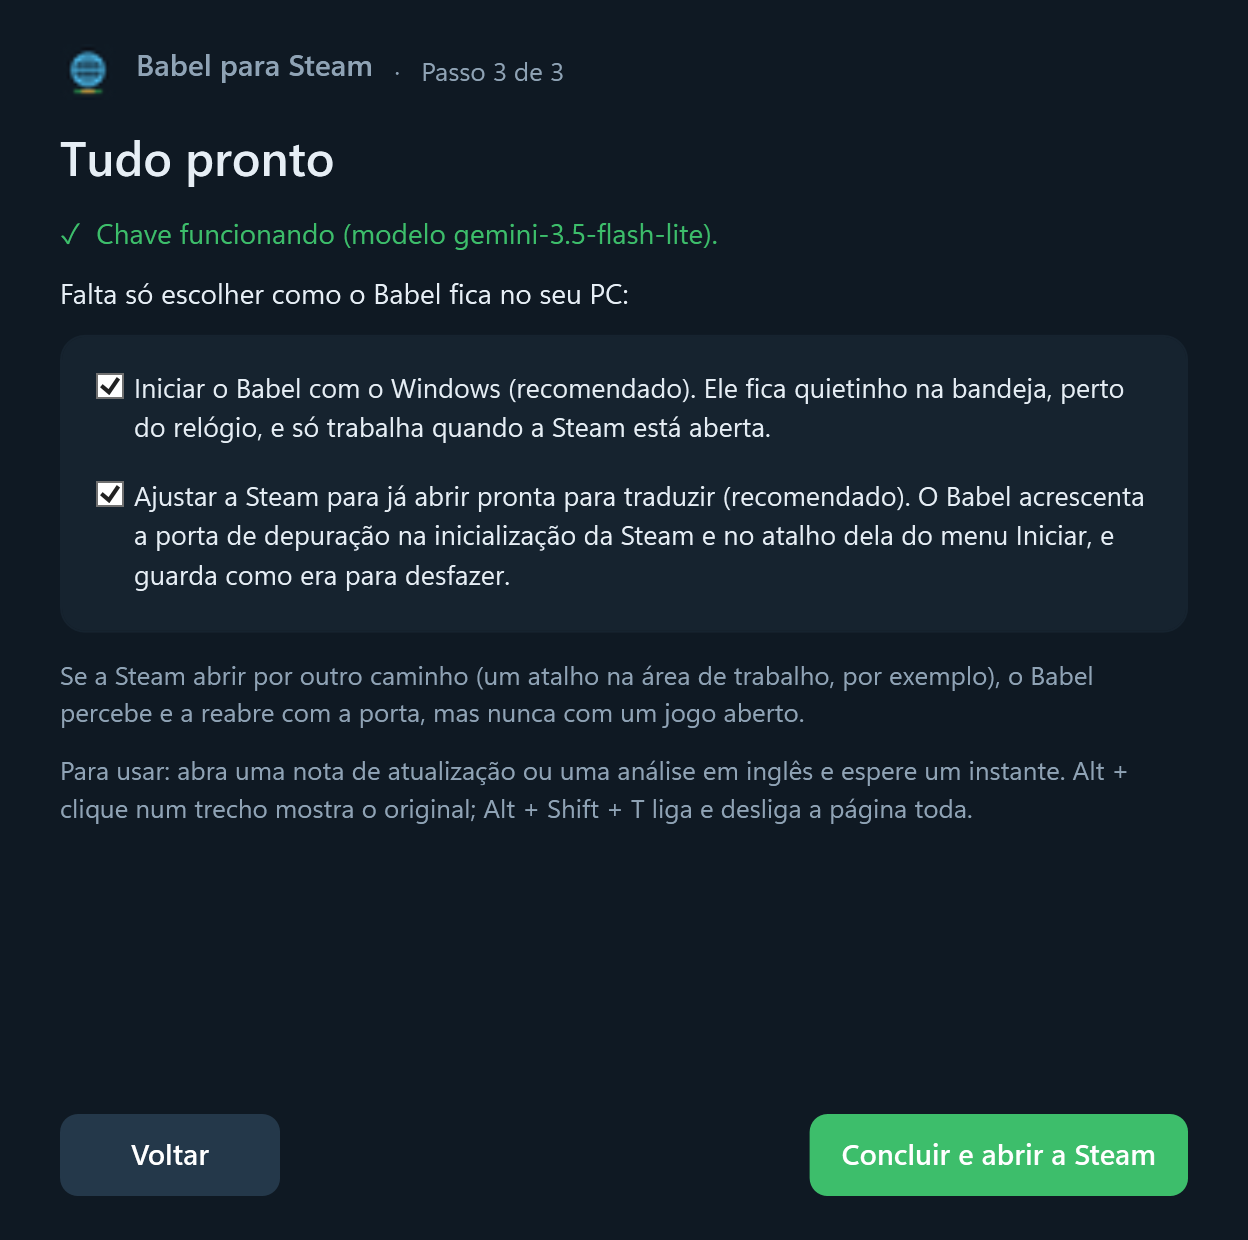 Babel para Steam · Passo 3 de 3
Tudo pronto
✓ Chave funcionando (modelo gemini-3.5-flash-lite).
Falta só escolher como o Babel fica no seu PC:
Iniciar o Babel com o Windows (recomendado). Ele fica quietinho na bandeja, perto
do relógio, e só trabalha quando a Steam está aberta.
Ajustar a Steam para já abrir pronta para traduzir (recomendado). O Babel acrescenta
a porta de depuração na inicialização da Steam e no atalho dela do menu Iniciar, e
guarda como era para desfazer.
Se a Steam abrir por outro caminho (um atalho na área de trabalho, por exemplo), o Babel
percebe e a reabre com a porta, mas nunca com um jogo aberto.
Para usar: abra uma nota de atualização ou uma análise em inglês e espere um instante. Alt +
clique num trecho mostra o original; Alt + Shift + T liga e desliga a página toda.
Voltar
Concluir e abrir a Steam